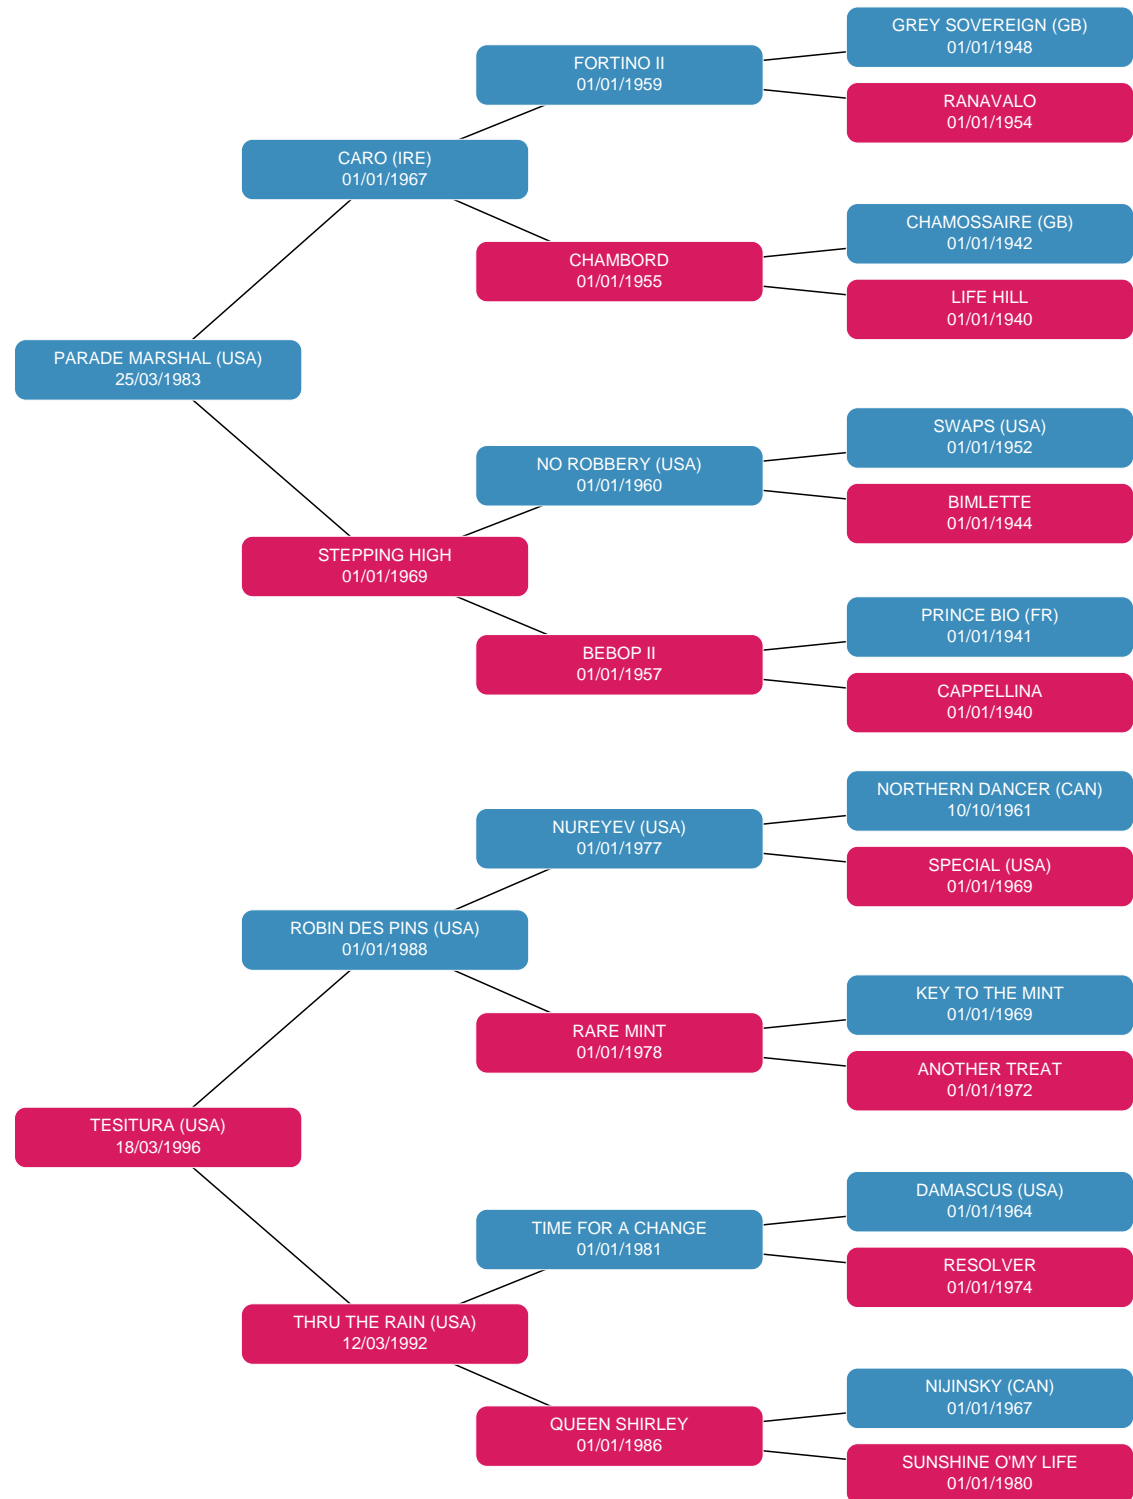 GREY SOVEREIGN (GB)
01/01/1948
FORTINO II
01/01/1959
RANAVALO
01/01/1954
CARO (IRE)
01/01/1967
CHAMOSSAIRE (GB)
01/01/1942
CHAMBORD
01/01/1955
LIFE HILL
01/01/1940
PARADE MARSHAL (USA)
25/03/1983
SWAPS (USA)
01/01/1952
NO ROBBERY (USA)
01/01/1960
BIMLETTE
01/01/1944
STEPPING HIGH
01/01/1969
PRINCE BIO (FR)
01/01/1941
BEBOP II
01/01/1957
CAPPELLINA
01/01/1940
NORTHERN DANCER (CAN)
10/10/1961
NUREYEV (USA)
01/01/1977
SPECIAL (USA)
01/01/1969
ROBIN DES PINS (USA)
01/01/1988
KEY TO THE MINT
01/01/1969
RARE MINT
01/01/1978
ANOTHER TREAT
01/01/1972
TESITURA (USA)
18/03/1996
DAMASCUS (USA)
01/01/1964
TIME FOR A CHANGE
01/01/1981
RESOLVER
01/01/1974
THRU THE RAIN (USA)
12/03/1992
NIJINSKY (CAN)
01/01/1967
QUEEN SHIRLEY
01/01/1986
SUNSHINE O'MY LIFE
01/01/1980